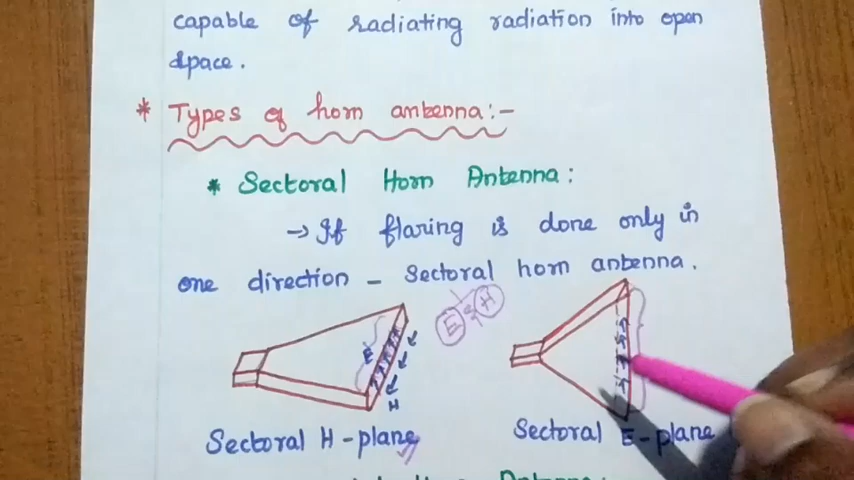 capable of radiating radiation into open
space.
* Types of horn antenna:-
* Sectoral Horn Antenna:
→ If flaring is done only in
one direction - sectoral horn antenna.
E & H
E
H
Sectoral H-plane
Sectoral E-plane
Antenna: